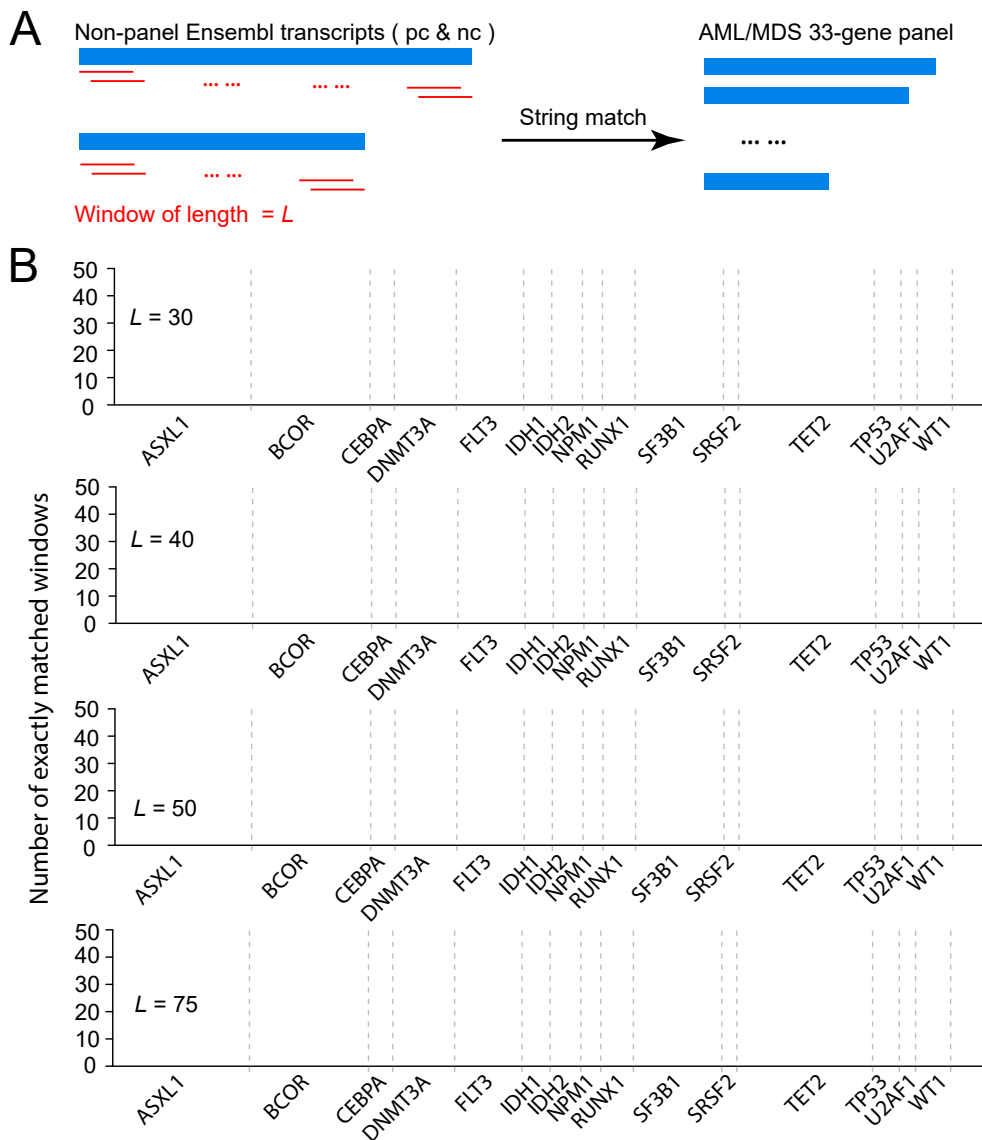 A
Non-panel Ensembl transcripts ( pc & nc )
AML/MDS 33-gene panel
... ...
... ...
String match
... ...
... ...
Window of length = L
B
Number of exactly matched windows
50
40
30
20
10
0
L = 30
ASXL1
BCOR
CEBPA
DNMT3A
FLT3
IDH1
IDH2
NPM1
RUNX1
SF3B1
SRSF2
TET2
TP53
U2AF1
WT1
50
40
30
20
10
0
L = 40
ASXL1
BCOR
CEBPA
DNMT3A
FLT3
IDH1
IDH2
NPM1
RUNX1
SF3B1
SRSF2
TET2
TP53
U2AF1
WT1
50
40
30
20
10
0
L = 50
ASXL1
BCOR
CEBPA
DNMT3A
FLT3
IDH1
IDH2
NPM1
RUNX1
SF3B1
SRSF2
TET2
TP53
U2AF1
WT1
50
40
30
20
10
0
L = 75
ASXL1
BCOR
CEBPA
DNMT3A
FLT3
IDH1
IDH2
NPM1
RUNX1
SF3B1
SRSF2
TET2
TP53
U2AF1
WT1